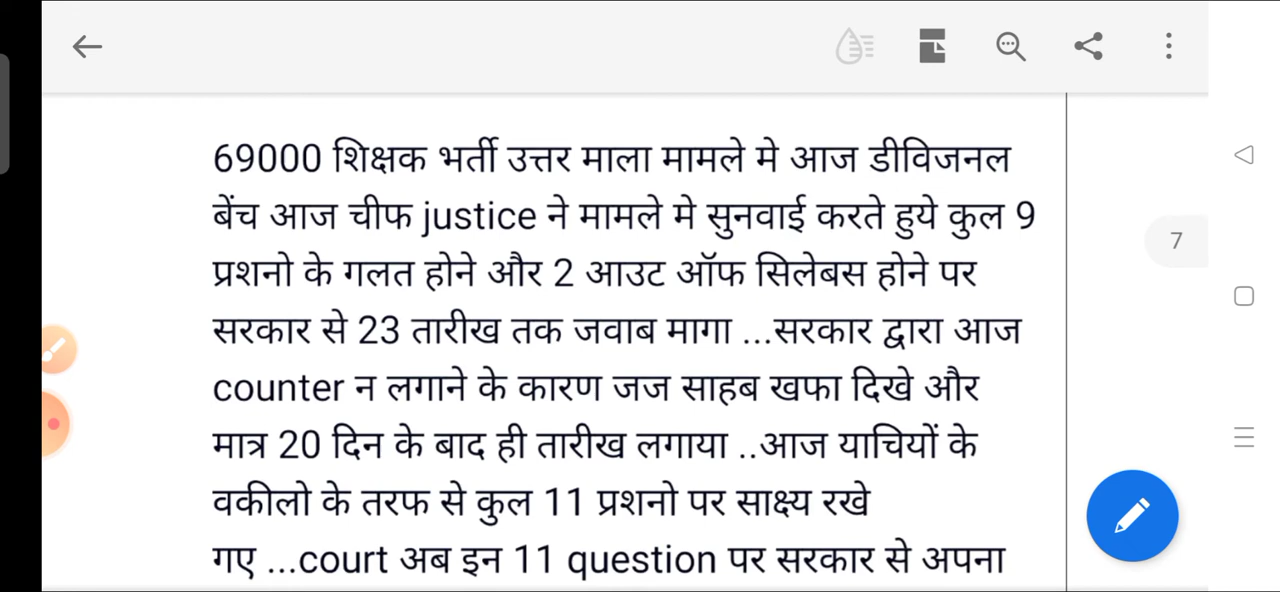 69000 शिक्षक भर्ती उत्तर माला मामले मे आज डीविजनल
बेंच आज चीफ justice ने मामले मे सुनवाई करते हुये कुल 9
प्रशनो के गलत होने और 2 आउट ऑफ सिलेबस होने पर
सरकार से 23 तारीख तक जवाब मागा ...सरकार द्वारा आज
counter न लगाने के कारण जज साहब खफा दिखे और
मात्र 20 दिन के बाद ही तारीख लगाया ..आज याचियों के
वकीलो के तरफ से कुल 11 प्रशनो पर साक्ष्य रखे
गए ...court अब इन 11 question पर सरकार से अपना
7